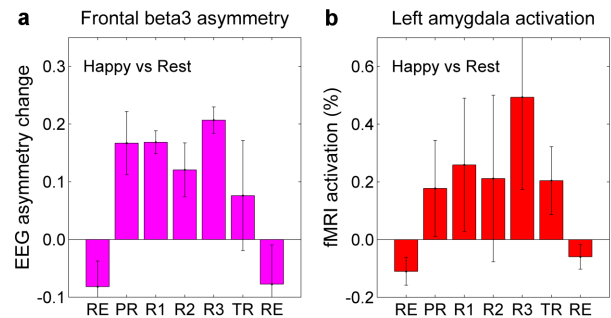 a Frontal beta3 asymmetry
Happy vs Rest
EEG asymmetry change
0.3
0.2
0.1
0.0
-0.1
RE PR R1 R2 R3 TR RE
b Left amygdala activation
Happy vs Rest
fMRI activation (%)
0.6
0.4
0.2
0.0
-0.2
RE PR R1 R2 R3 TR RE